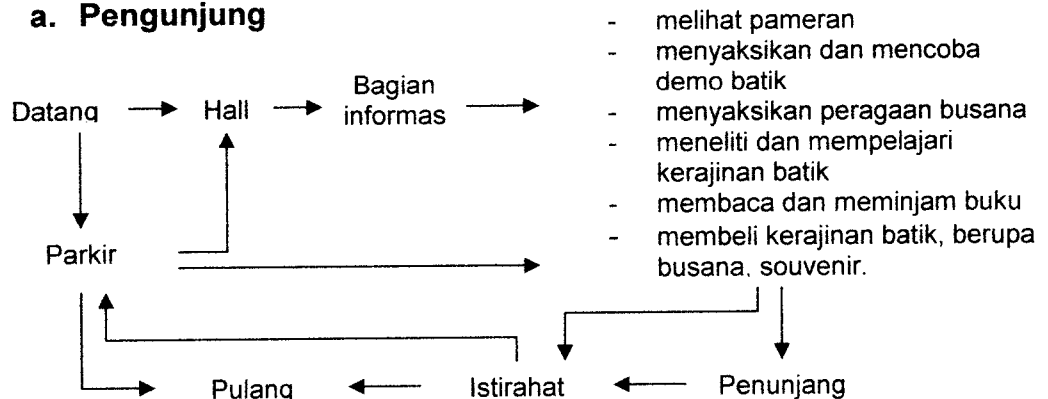 a. Pengunjung
- melihat pameran
- menyaksikan dan mencoba
demo batik
- menyaksikan peragaan busana
- meneliti dan mempelajari
kerajinan batik
- membaca dan meminjam buku
- membeli kerajinan batik, berupa
busana, souvenir.
Datang
Hall
Bagian
informas
Parkir
Pulang
Istirahat
Penunjang